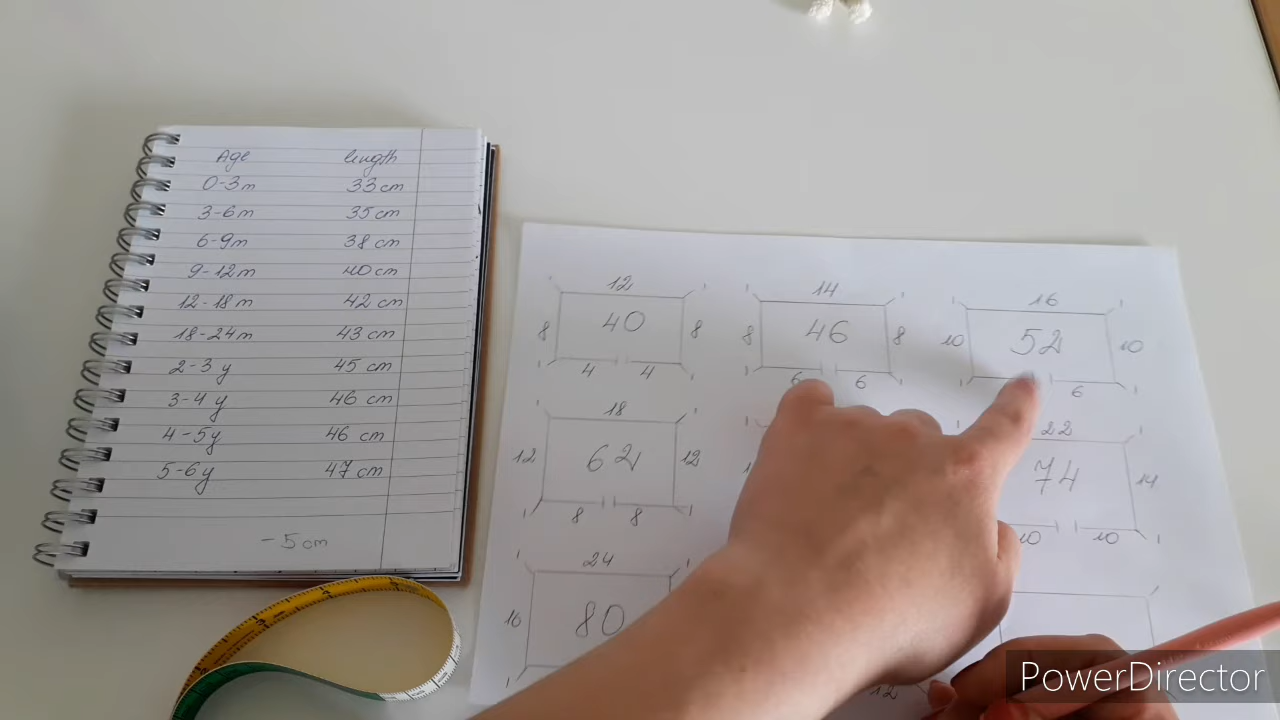 Age length
0-3m 33 cm
3-6m 35 cm
6-9m 38 cm
9-12m 40 cm
12-18m 42 cm
18-24m 43 cm
2-3y 45 cm
3-4y 46 cm
4-5y 46 cm
5-6y 47 cm
-5cm
12 14 16
8 40 8 8 46 8 10 52 10
4 4 6 6 6
18 22
12 62 12 74 14
8 8 10 10
24
16 80
12
PowerDirector